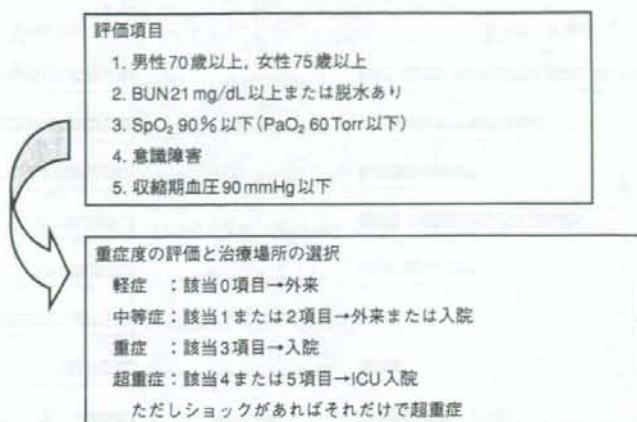 評価項目
1. 男性70歳以上, 女性75歳以上
2. BUN21mg/dL以上または脱水あり
3. SpO₂ 90%以下(PaO₂ 60Torr以下)
4. 意識障害
5. 収縮期血圧90mmHg以下
重症度の評価と治療場所の選択
軽症　：該当0項目→外来
中等症：該当1または2項目→外来または入院
重症　：該当3項目→入院
超重症：該当4または5項目→ICU入院
ただしショックがあればそれだけで超重症